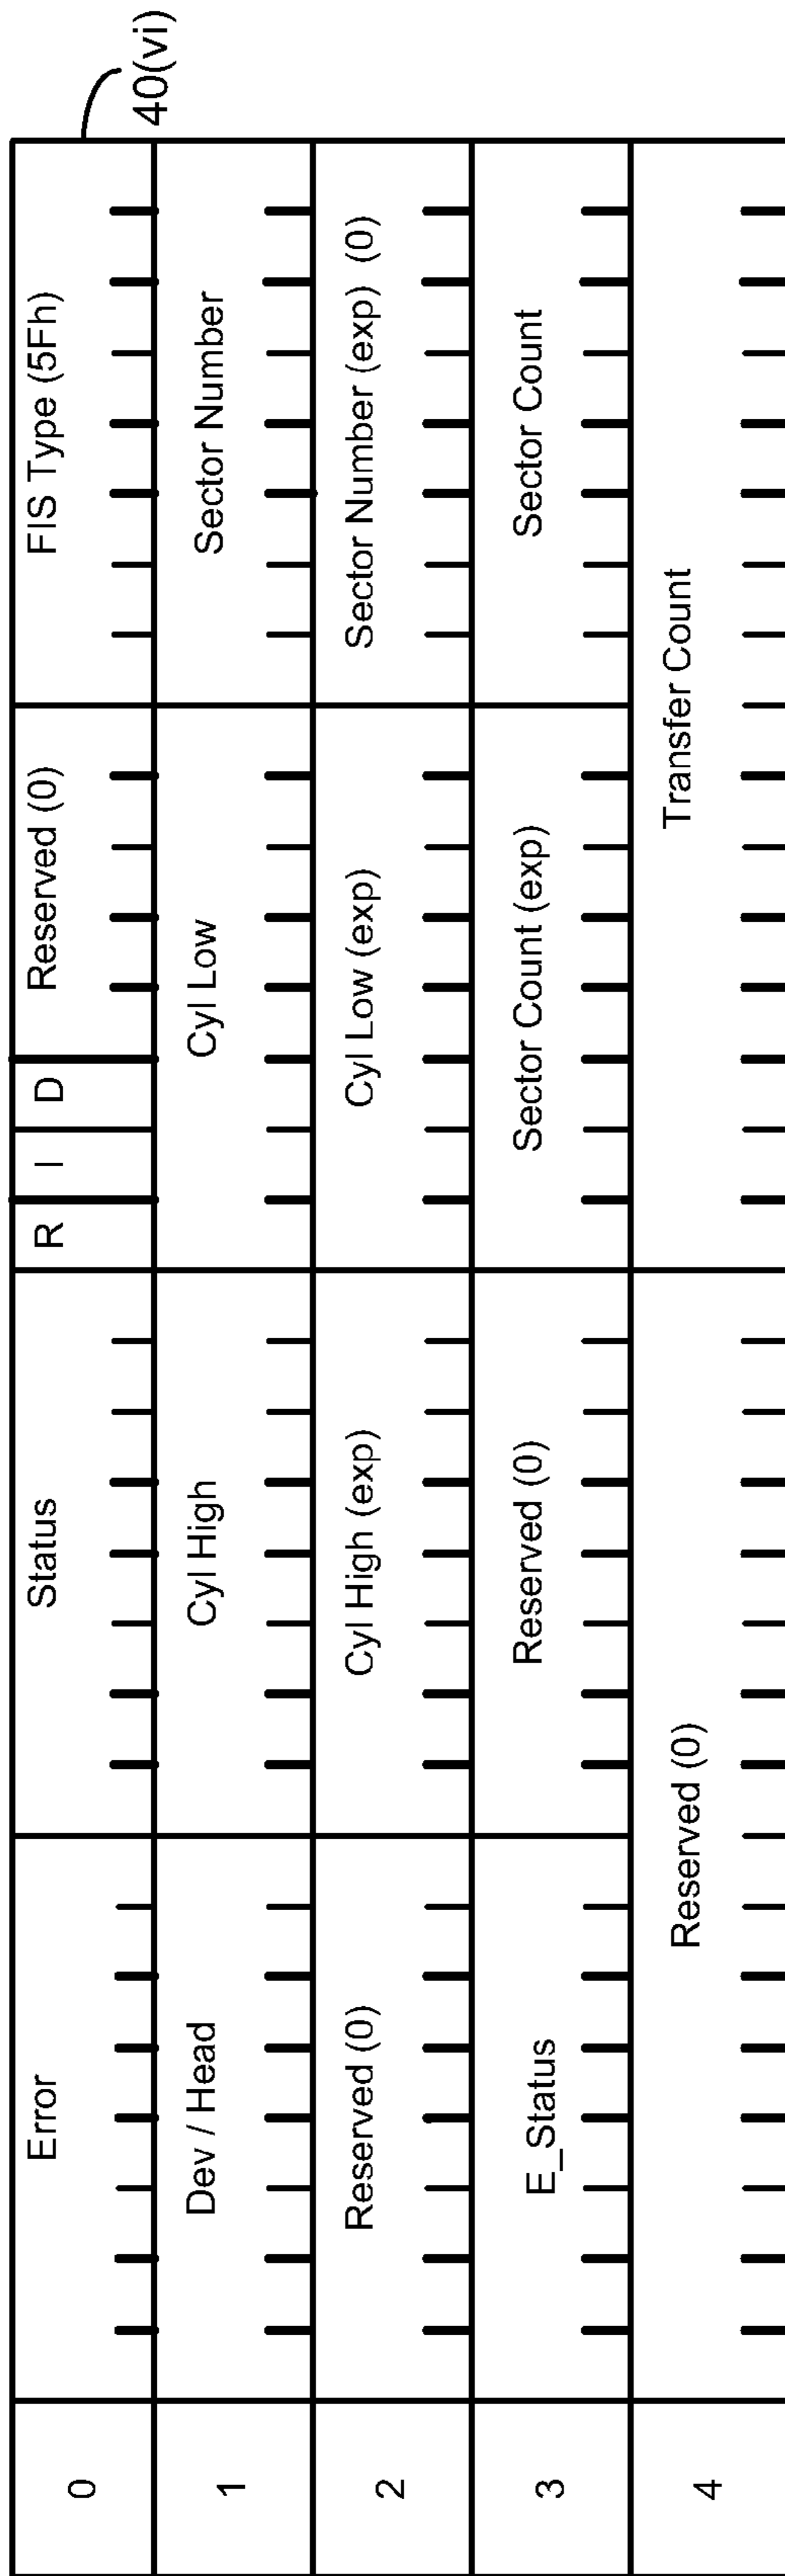 40(vi)
0 Error Status R I D Reserved (0) FIS Type (5Fh)
1 Dev / Head Cyl High Cyl Low Sector Number
2 Reserved (0) Cyl High (exp) Cyl Low (exp) Sector Number (exp) (0)
3 E_Status Reserved (0) Sector Count (exp) Sector Count
4 Reserved (0) Transfer Count